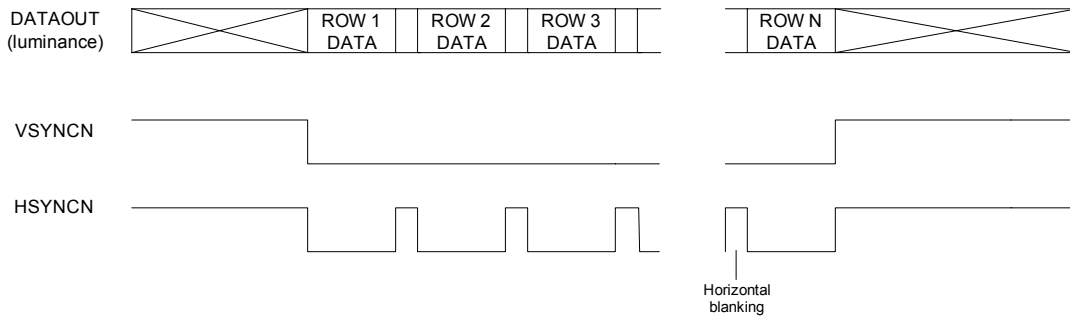 DATAOUT
(luminance)
ROW 1
DATA
ROW 2
DATA
ROW 3
DATA
ROW N
DATA
VSYNCN
HSYNCN
Horizontal
blanking